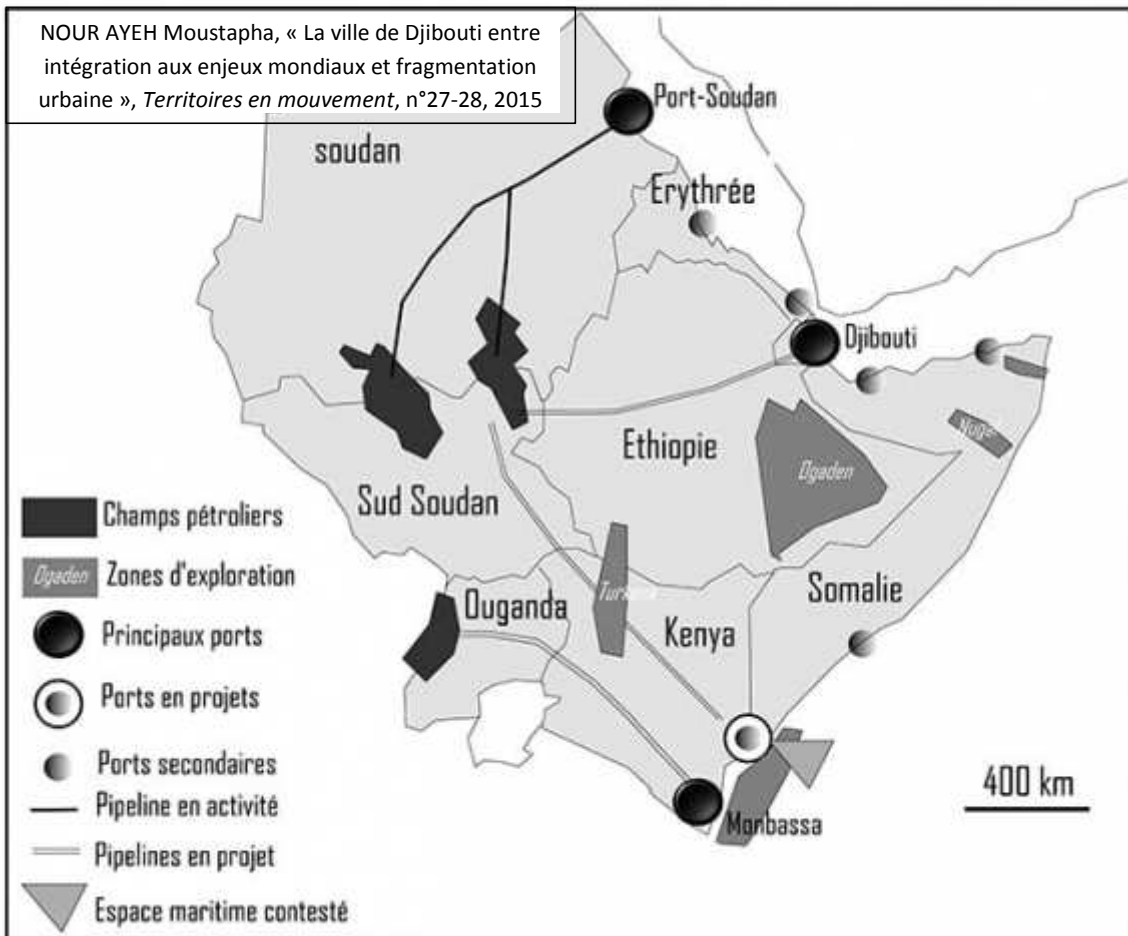 NOUR AYEH Moustapha, « La ville de Djibouti entre
intégration aux enjeux mondiaux et fragmentation
urbaine », Territoires en mouvement, n°27-28, 2015
Port-Soudan
soudan
Erythrée
Djibouti
Ethiopie
Ogaden
Sud Soudan
Somalie
Ouganda
Kenya
Monbassa
400 km
Champs pétroliers
Ogaden Zones d'exploration
Principaux ports
Ports en projets
Ports secondaires
Pipeline en activité
Pipelines en projet
Espace maritime contesté